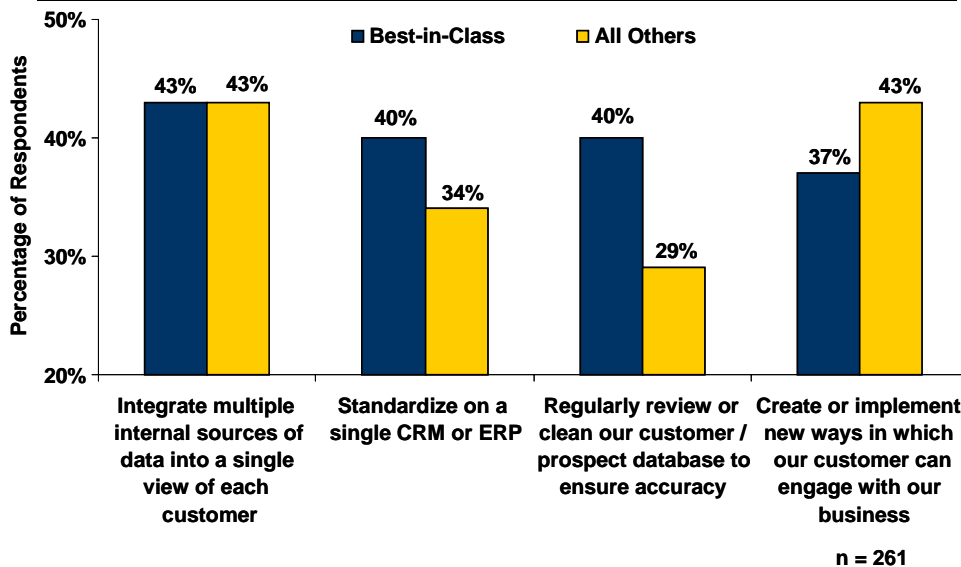 50%
Best-in-Class
All Others
43%
43%
40%
34%
40%
29%
37%
43%
40%
30%
20%
Percentage of Respondents
Integrate multiple
internal sources of
data into a single
view of each
customer
Standardize on a
single CRM or ERP
Regularly review or
clean our customer /
prospect database to
ensure accuracy
Create or implement
new ways in which
our customer can
engage with our
business
n = 261